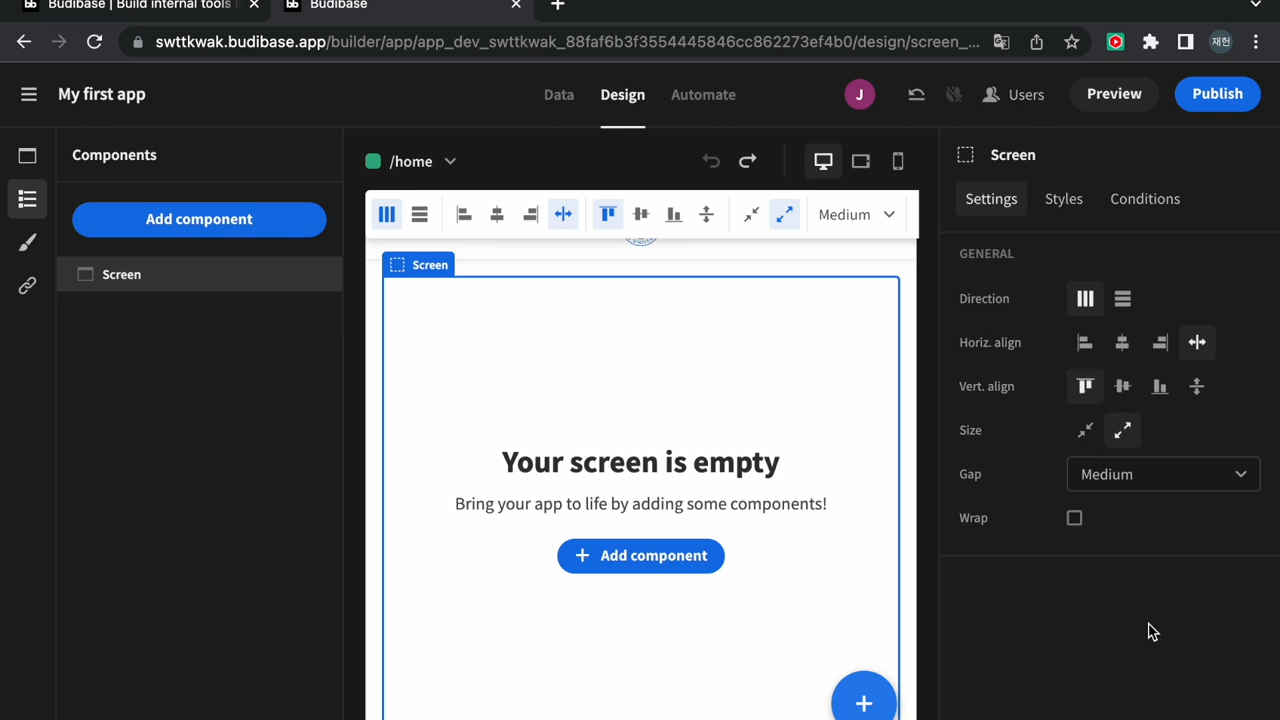 Budibase | Build internal tools
Budibase
swttkwak.budibase.app/builder/app/app_dev_swttkwak_88faf6b3f3554445846cc862273ef4b0/design/screen_...
재헌
My first app
Data
Design
Automate
J
Users
Preview
Publish
Components
/home
Screen
Add component
Medium
Settings
Styles
Conditions
Screen
Screen
GENERAL
Direction
Horiz. align
Vert. align
Size
Gap
Medium
Wrap
Your screen is empty
Bring your app to life by adding some components!
+ Add component